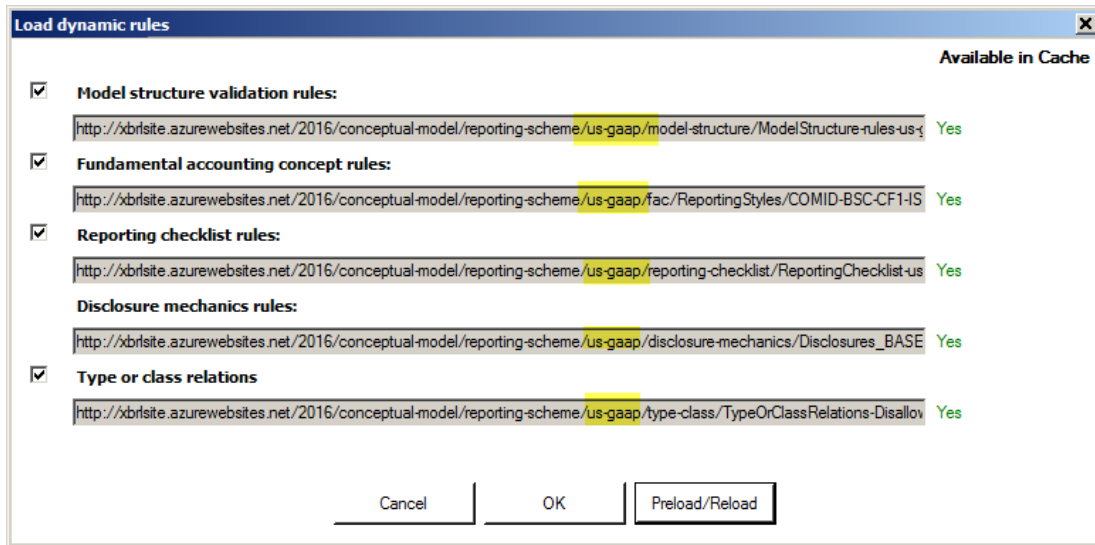 Load dynamic rules
Available in Cache
Model structure validation rules:
http://xbrlsite.azurewebsites.net/2016/conceptual-model/reporting-scheme/us-gaap/model-structure/ModelStructure-rules-us-g Yes
Fundamental accounting concept rules:
http://xbrlsite.azurewebsites.net/2016/conceptual-model/reporting-scheme/us-gaap/fac/ReportingStyles/COMID-BSC-CF1-IS Yes
Reporting checklist rules:
http://xbrlsite.azurewebsites.net/2016/conceptual-model/reporting-scheme/us-gaap/reporting-checklist/ReportingChecklist-us Yes
Disclosure mechanics rules:
http://xbrlsite.azurewebsites.net/2016/conceptual-model/reporting-scheme/us-gaap/disclosure-mechanics/Disclosures_BASE Yes
Type or class relations
http://xbrlsite.azurewebsites.net/2016/conceptual-model/reporting-scheme/us-gaap/type-class/TypeOrClassRelations-Disallow Yes
Cancel OK Preload/Reload